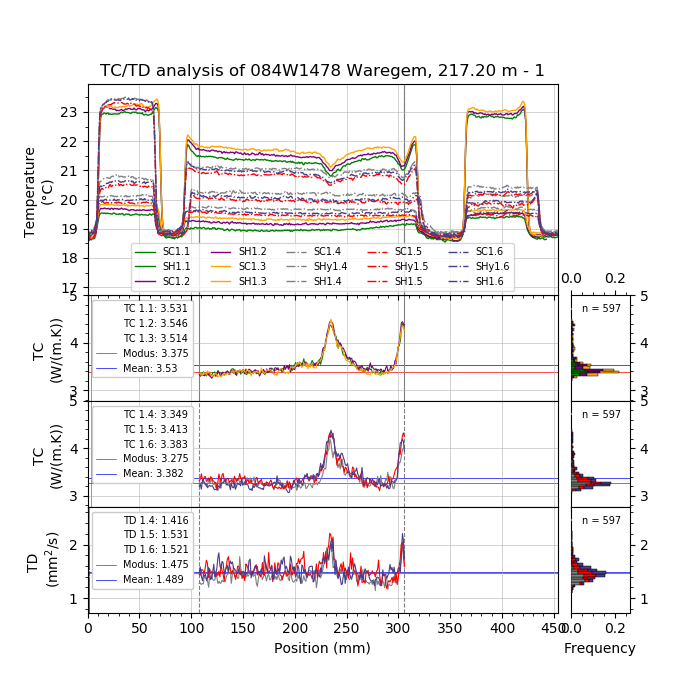 TC/TD analysis of 084W1478 Waregem, 217.20 m - 1
23
22
21
20
19
18
17
Temperature
(°C)
SC1.1
SH1.1
SC1.2
SH1.2
SC1.3
SH1.3
SC1.4
SHy1.4
SH1.4
SC1.5
SHy1.5
SH1.5
SC1.6
SHy1.6
SH1.6
0.0 0.2
TC
(W/(m.K))
5
4
3
TC 1.1: 3.531
TC 1.2: 3.546
TC 1.3: 3.514
Modus: 3.375
Mean: 3.53
n = 597
5
4
3
TC
(W/(m.K))
5
4
3
TC 1.4: 3.349
TC 1.5: 3.413
TC 1.6: 3.383
Modus: 3.275
Mean: 3.382
n = 597
5
4
3
TD
(mm²/s)
2
1
TD 1.4: 1.416
TD 1.5: 1.531
TD 1.6: 1.521
Modus: 1.475
Mean: 1.489
n = 597
2
1
0 50 100 150 200 250 300 350 400 450
0.0 0.2
Position (mm)
Frequency